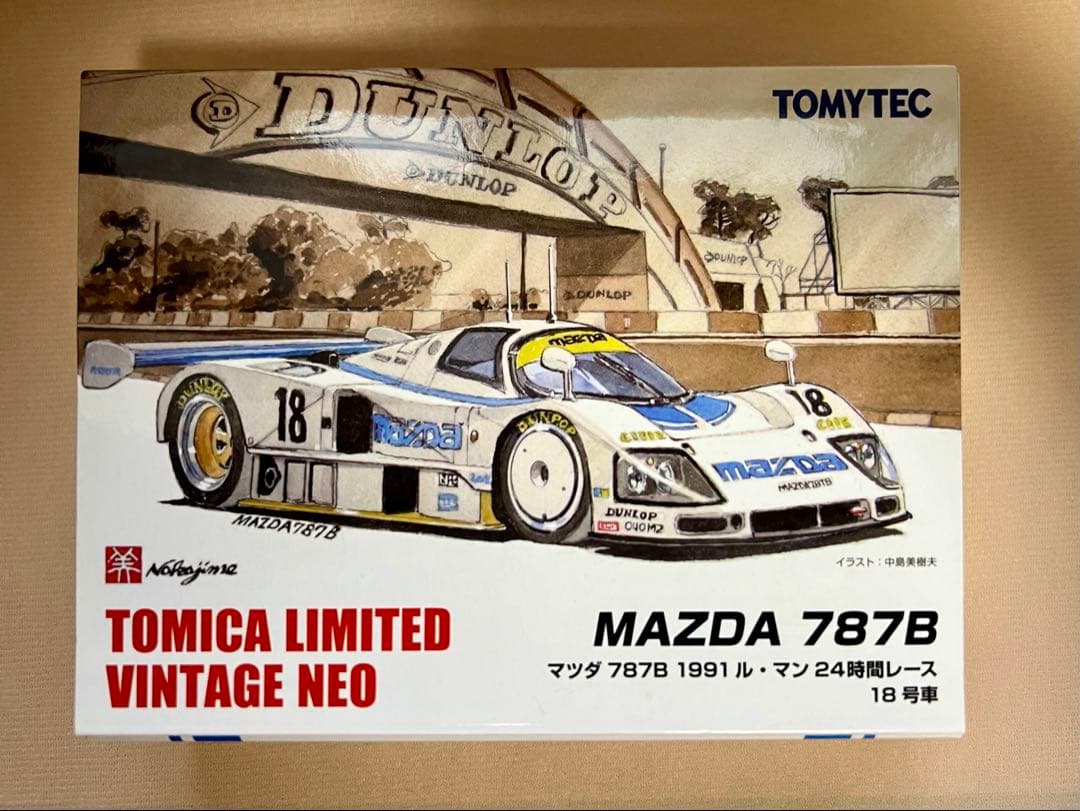 DUNLOP
TOMYTEC
DUNLOP
DUNLOP
DUNLOP
mazda
DUNLOP
18
18
mazda
DUNLOP
mazda
MAZDA787B
DUNLOP
MAZDA787B
Nakajima
イラスト:中島美樹夫
TOMICA LIMITED
VINTAGE NEO
MAZDA 787B
マツダ 787B 1991 ル・マン 24時間レース
18 号車